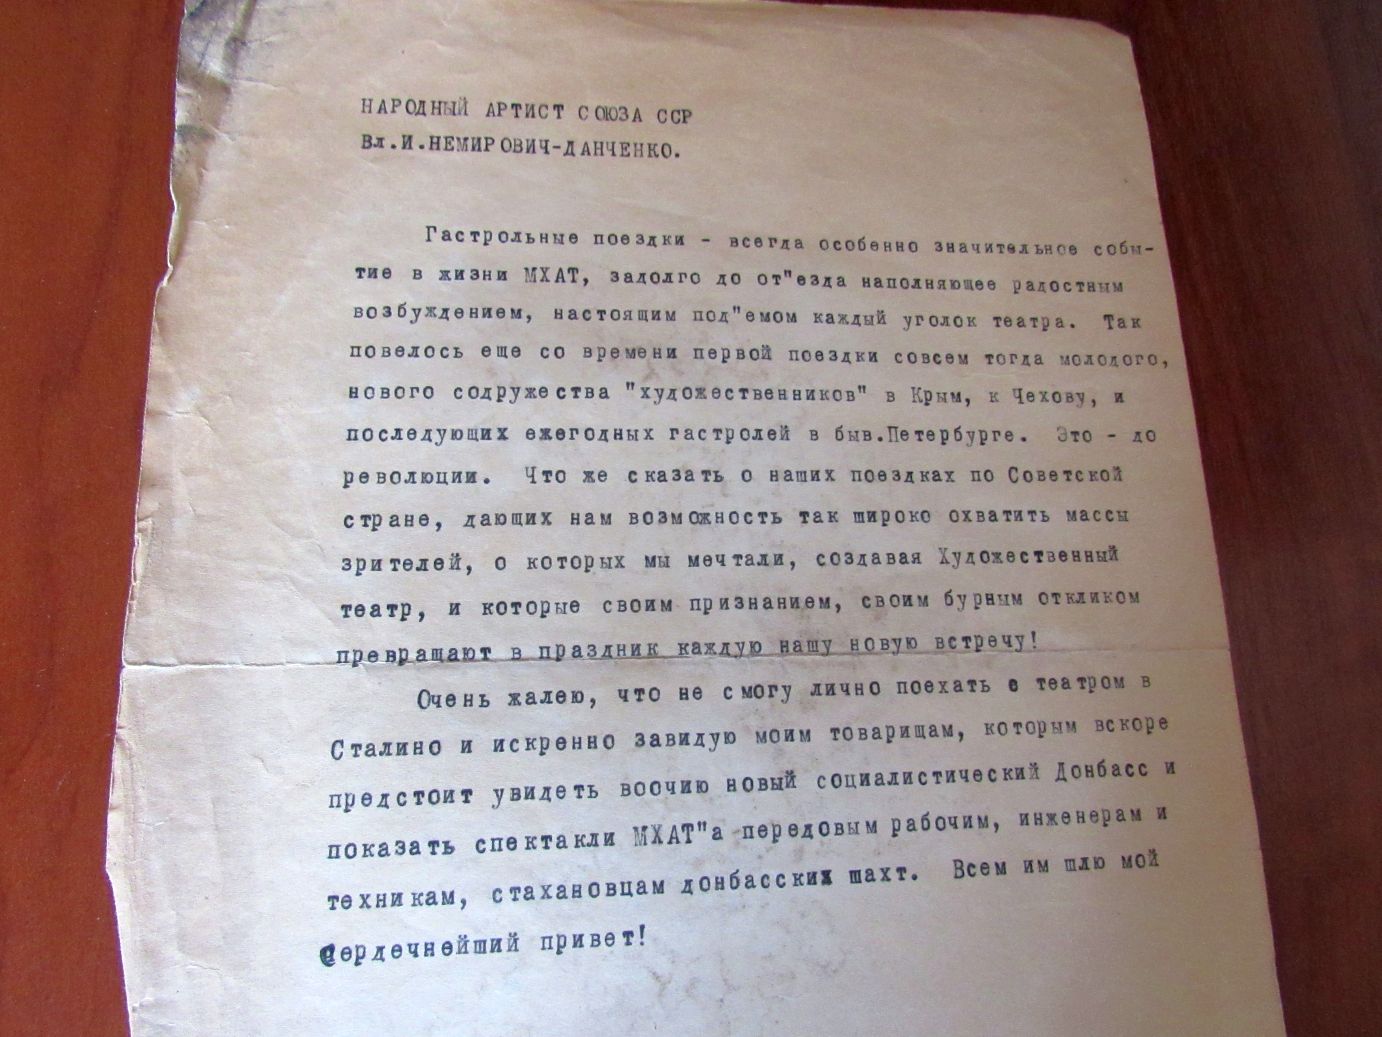 НАРОДНЫЙ АРТИСТ СОЮЗА ССР
Вл.И.НЕМИРОВИЧ-ДАНЧЕНКО.
Гастрольные поездки - всегда особенно значительное собы-
тие в жизни МХАТ, задолго до от"езда наполняющее радостным
возбуждением, настоящим под"емом каждый уголок театра. Так
повелось еще со времени первой поездки совсем тогда молодого,
нового содружества "художественников" в Крым, к Чехову, и
последующих ежегодных гастролей в быв.Петербурге. Это - до
революции. Что же сказать о наших поездках по Советской
стране, дающих нам возможность так широко охватить массы
зрителей, о которых мы мечтали, создавая Художественный
театр, и которые своим признанием, своим бурным откликом
превращают в праздник каждую нашу новую встречу!
Очень жалею, что не смогу лично поехать с театром в
Сталино и искренно завидую моим товарищам, которым вскоре
предстоит увидеть воочию новый социалистический Донбасс и
показать спектакли МХАТ"а передовым рабочим, инженерам и
техникам, стахановцам донбасских шахт. Всем им шлю мой
сердечнейший привет!